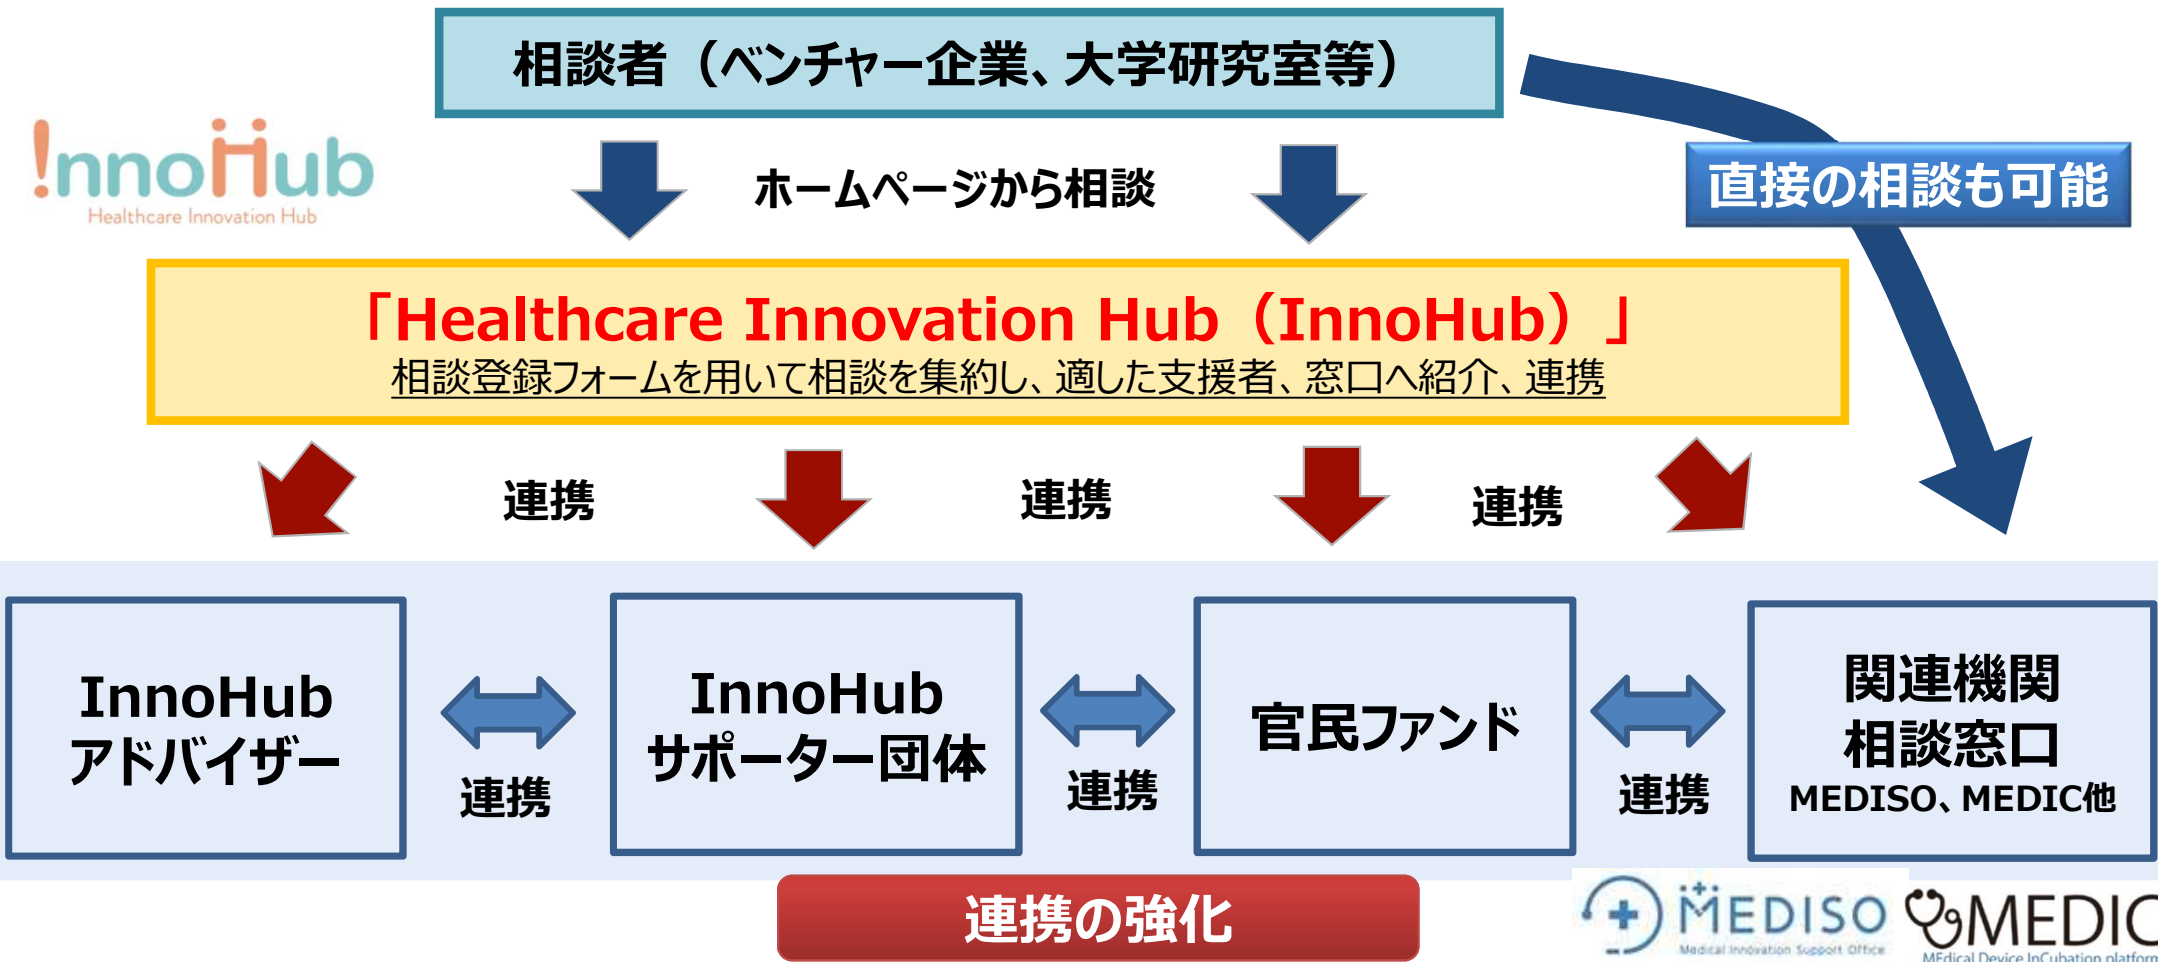 相談者（ベンチャー企業、大学研究室等）
InnoHub
Healthcare Innovation Hub
ホームページから相談
直接の相談も可能
「Healthcare Innovation Hub（InnoHub）」
相談登録フォームを用いて相談を集約し、適した支援者、窓口へ紹介、連携
連携
連携
連携
InnoHub
アドバイザー
連携
InnoHub
サポーター団体
連携
官民ファンド
連携
関連機関
相談窓口
MEDISO、MEDIC他
連携の強化
MEDISO
Medical Innovation Support Office
MEDIC
MEdical Device InCubation platform